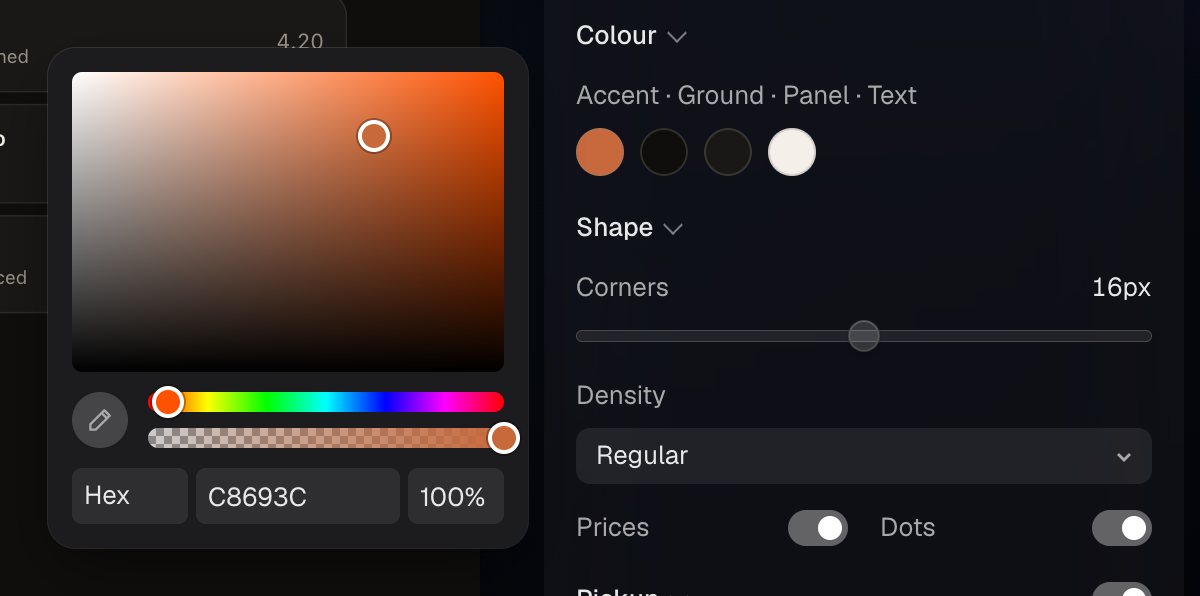 4.20
Colour
Accent · Ground · Panel · Text
Shape
Corners
16px
Density
Regular
Prices
Dots
Hex
C8693C
100%